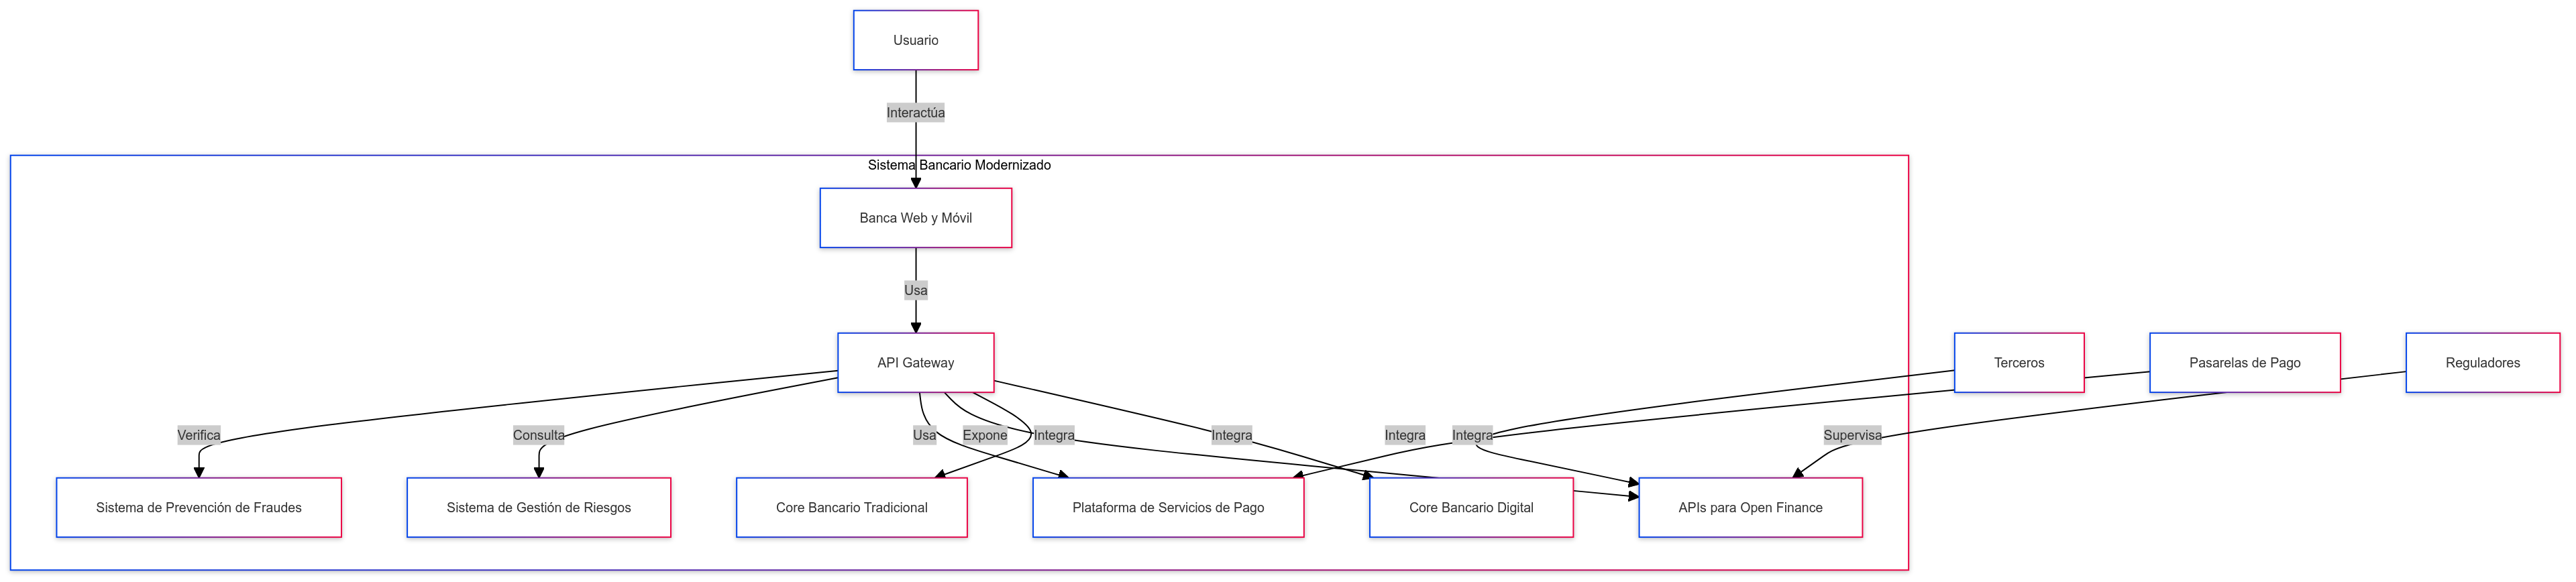 Usuario
Interactúa
Sistema Bancario Modernizado
Banca Web y Móvil
Usa
API Gateway
Terceros
Pasarelas de Pago
Reguladores
Verifica
Consulta
Usa
Expone
Integra
Integra
Integra
Integra
Supervisa
Sistema de Prevención de Fraudes
Sistema de Gestión de Riesgos
Core Bancario Tradicional
Plataforma de Servicios de Pago
Core Bancario Digital
APIs para Open Finance